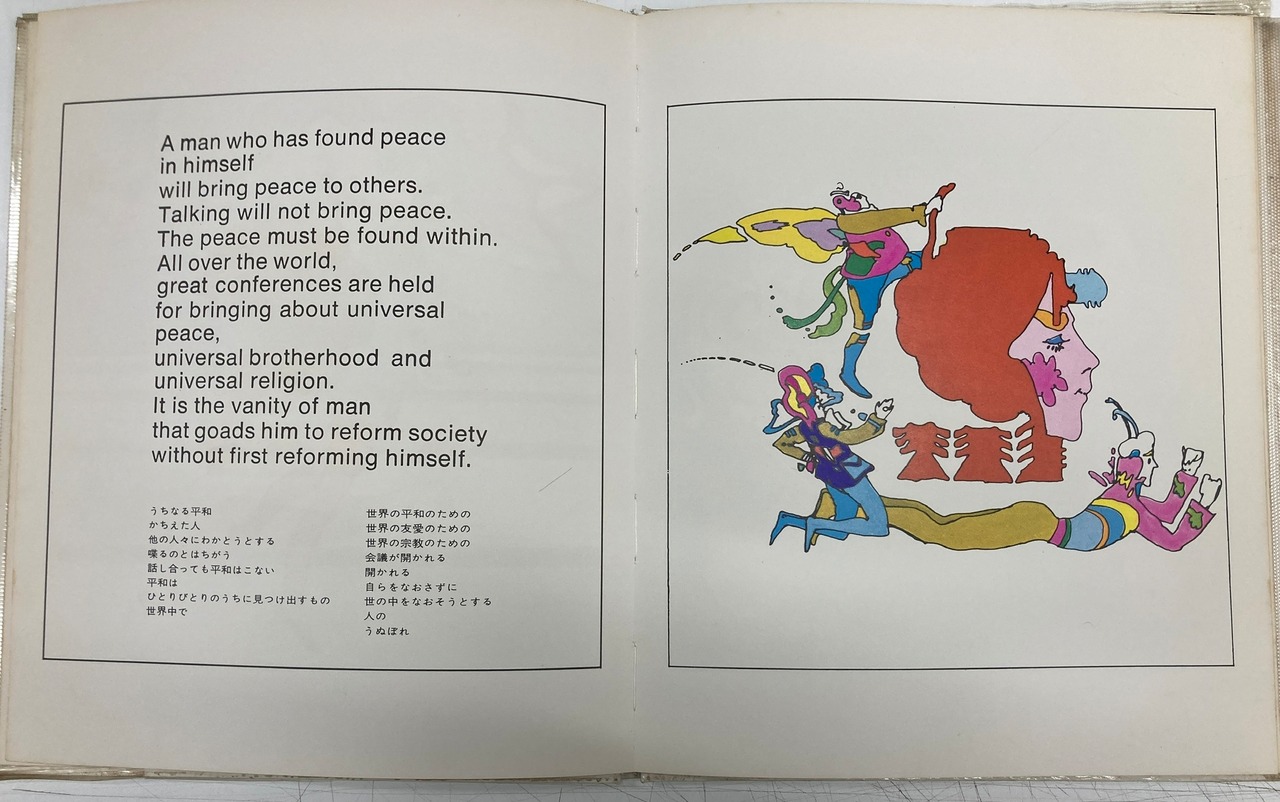 A man who has found peace
in himself
will bring peace to others.
Talking will not bring peace.
The peace must be found within.
All over the world,
great conferences are held
for bringing about universal
peace,
universal brotherhood and
universal religion.
It is the vanity of man
that goads him to reform society
without first reforming himself.
うちなる平和
かちえた人
他の人々にわかとうとする
喋るのとはちがう
話し合っても平和はこない
平和は
ひとりびとりのうちに見つけ出すもの
世界中で
世界の平和のための
世界の友愛のための
世界の宗教のための
会議が開かれる
開かれる
自らをなおさずに
世の中をなおそうとする
人の
うぬぼれ